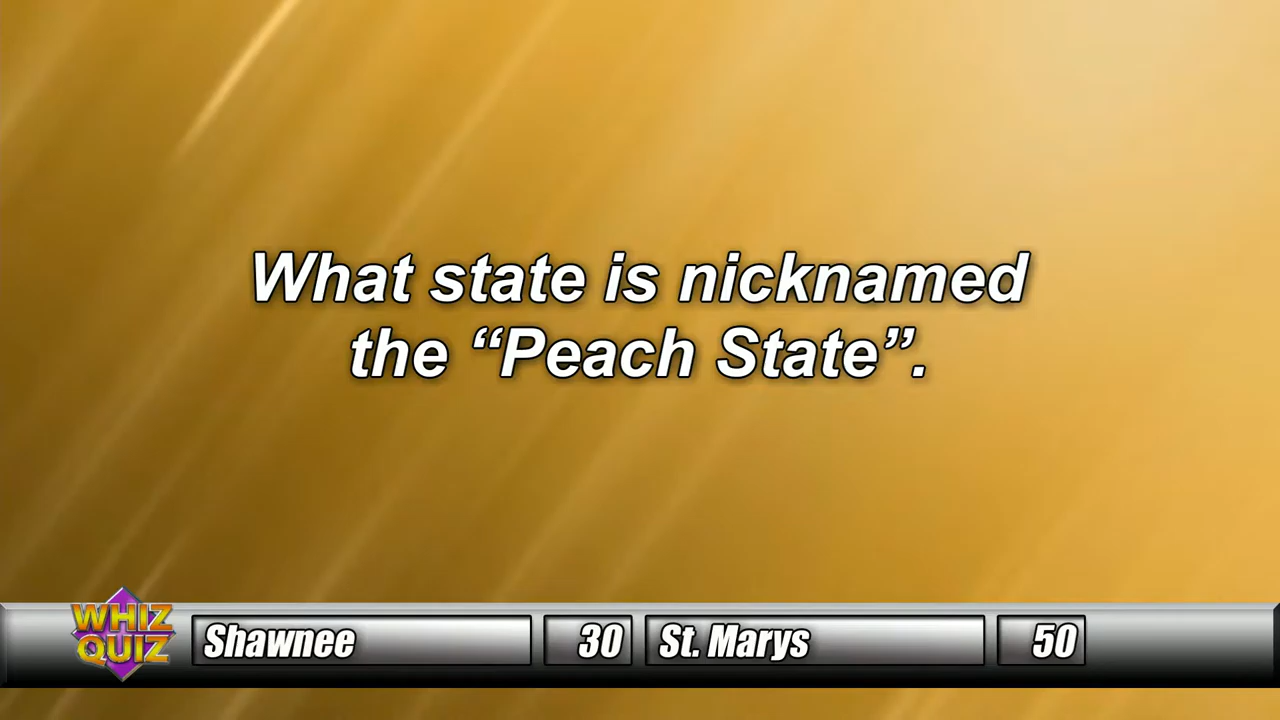 What state is nicknamed
the “Peach State”.
WHIZ
QUIZ
Shawnee 30 St. Marys 50